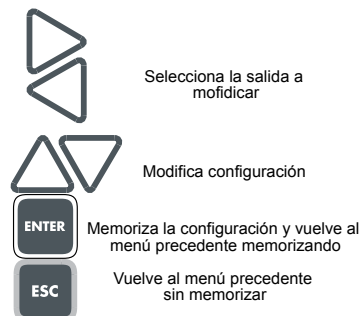 Selecciona la salida a
mofidicar
Modifica configuración
ENTER
Memoriza la configuración y vuelve al
menú precedente memorizando
ESC
Vuelve al menú precedente
sin memorizar